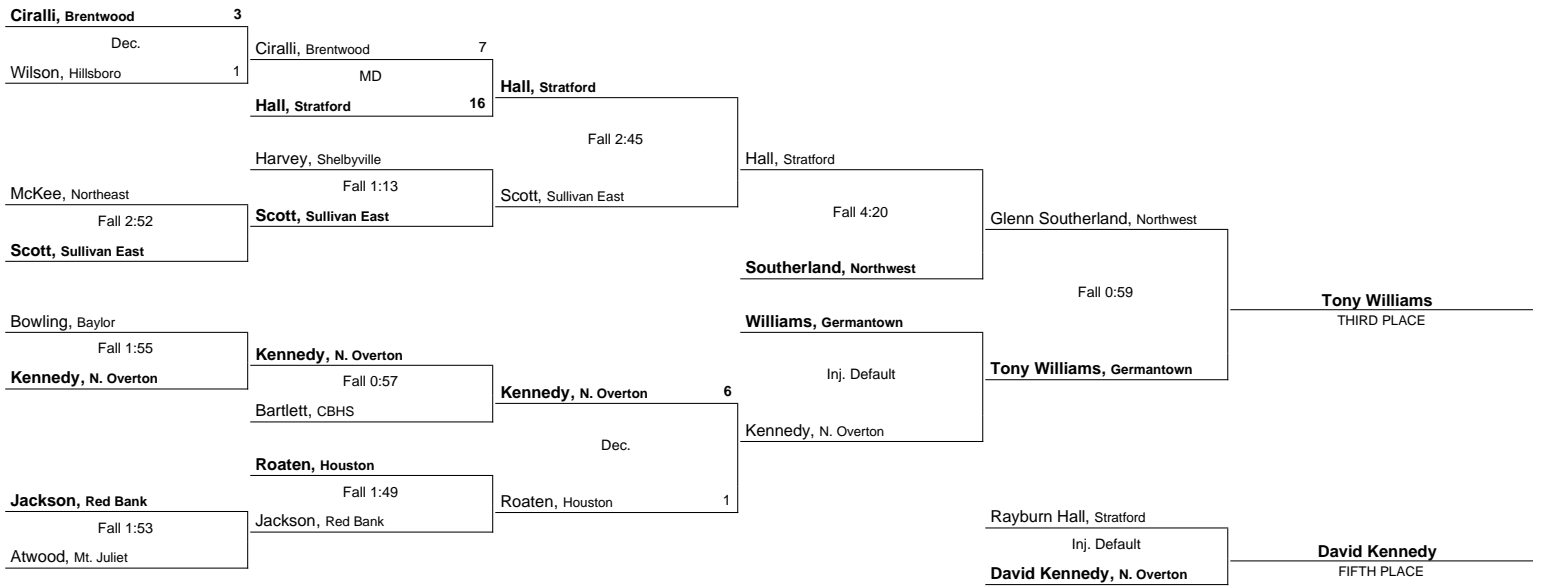 Ciralli, Brentwood 3
Dec.
Wilson, Hillsboro 1
McKee, Northeast
Fall 2:52
Scott, Sullivan East
Bowling, Baylor
Fall 1:55
Kennedy, N. Overton
Jackson, Red Bank
Fall 1:53
Atwood, Mt. Juliet
Ciralli, Brentwood 7
MD
Hall, Stratford 16
Harvey, Shelbyville
Fall 1:13
Scott, Sullivan East
Kennedy, N. Overton
Fall 0:57
Bartlett, CBHS
Roaten, Houston
Fall 1:49
Jackson, Red Bank
Hall, Stratford
Fall 2:45
Scott, Sullivan East
Kennedy, N. Overton 6
Dec.
Roaten, Houston 1
Hall, Stratford
Fall 4:20
Southerland, Northwest
Williams, Germantown
Inj. Default
Kennedy, N. Overton
Glenn Southerland, Northwest
Fall 0:59
Tony Williams, Germantown
Tony Williams
THIRD PLACE
Rayburn Hall, Stratford
Inj. Default
David Kennedy, N. Overton
David Kennedy
FIFTH PLACE